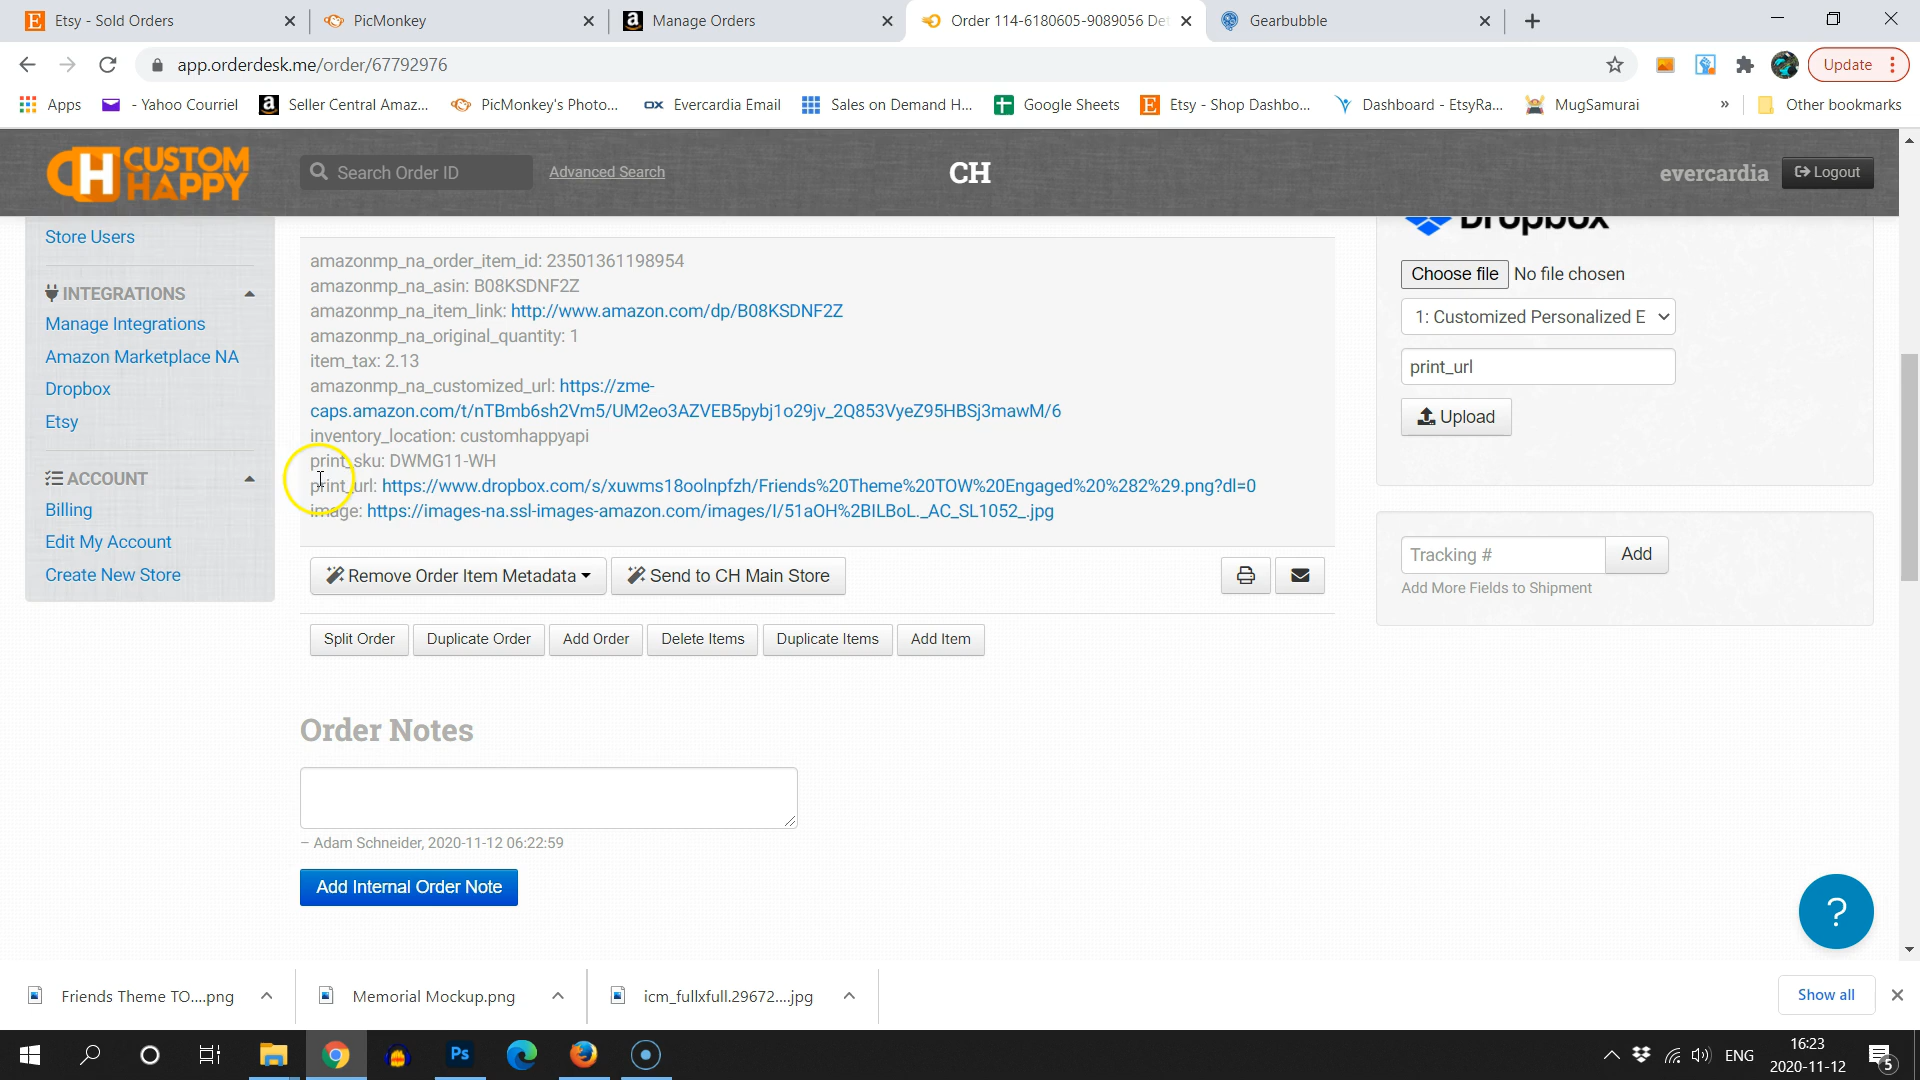 Etsy - Sold Orders
PicMonkey
Manage Orders
Order 114-6180605-9089056 Det
Gearbubble
app.orderdesk.me/order/67792976
Update
Apps
- Yahoo Courriel
Seller Central Amaz...
PicMonkey's Photo...
Evercardia Email
Sales on Demand H...
Google Sheets
Etsy - Shop Dashbo...
Dashboard - EtsyRa...
MugSamurai
»
Other bookmarks
CH CUSTOM HAPPY
Search Order ID
Advanced Search
CH
evercardia
Logout
Store Users
INTEGRATIONS
Manage Integrations
Amazon Marketplace NA
Dropbox
Etsy
ACCOUNT
Billing
Edit My Account
Create New Store
amazonmp_na_order_item_id: 23501361198954
amazonmp_na_asin: B08KSDNF2Z
amazonmp_na_item_link: http://www.amazon.com/dp/B08KSDNF2Z
amazonmp_na_original_quantity: 1
item_tax: 2.13
amazonmp_na_customized_url: https://zme-
caps.amazon.com/t/nTBmb6sh2Vm5/UM2eo3AZVEB5pybj1o29jv_2Q853VyeZ95HBSj3mawM/6
inventory_location: customhappyapi
print_sku: DWMG11-WH
print_url: https://www.dropbox.com/s/xuwms18oolnpfzh/Friends%20Theme%20TOW%20Engaged%20%282%29.png?dl=0
image: https://images-na.ssl-images-amazon.com/images/I/51aOH%2BILBoL._AC_SL1052_.jpg
Remove Order Item Metadata
Send to CH Main Store
Split Order
Duplicate Order
Add Order
Delete Items
Duplicate Items
Add Item
Order Notes
– Adam Schneider, 2020-11-12 06:22:59
Add Internal Order Note
Dropbox
Choose file No file chosen
1: Customized Personalized E
print_url
Upload
Tracking #
Add
Add More Fields to Shipment
?
Friends Theme TO....png
Memorial Mockup.png
icm_fullxfull.29672....jpg
Show all
Ps
ENG
16:23
2020-11-12
5